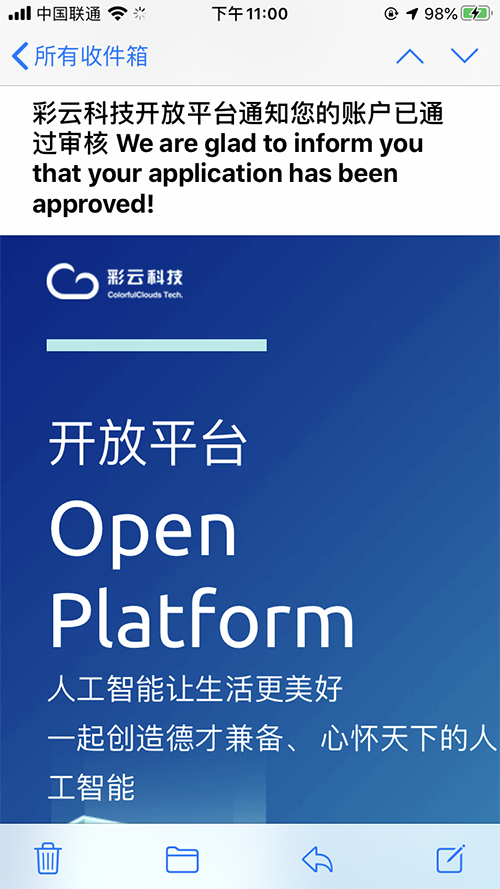 中国联通
下午11:00
98%
所有收件箱
彩云科技开放平台通知您的账户已通
过审核 We are glad to inform you
that your application has been
approved!
彩云科技
ColorfulClouds Tech.
开放平台
Open
Platform
人工智能让生活更美好
一起创造德才兼备、 心怀天下的人
工智能